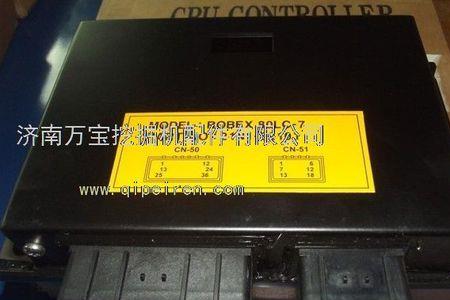 CPU CONTROLLER
MODEL : ROBEX 80LC-7
济南万宝挖掘机配件有限公司
CN-50 CN-51
1 12 1 6
13 24 7 12
25 36 13 18
www.qipeiren.com